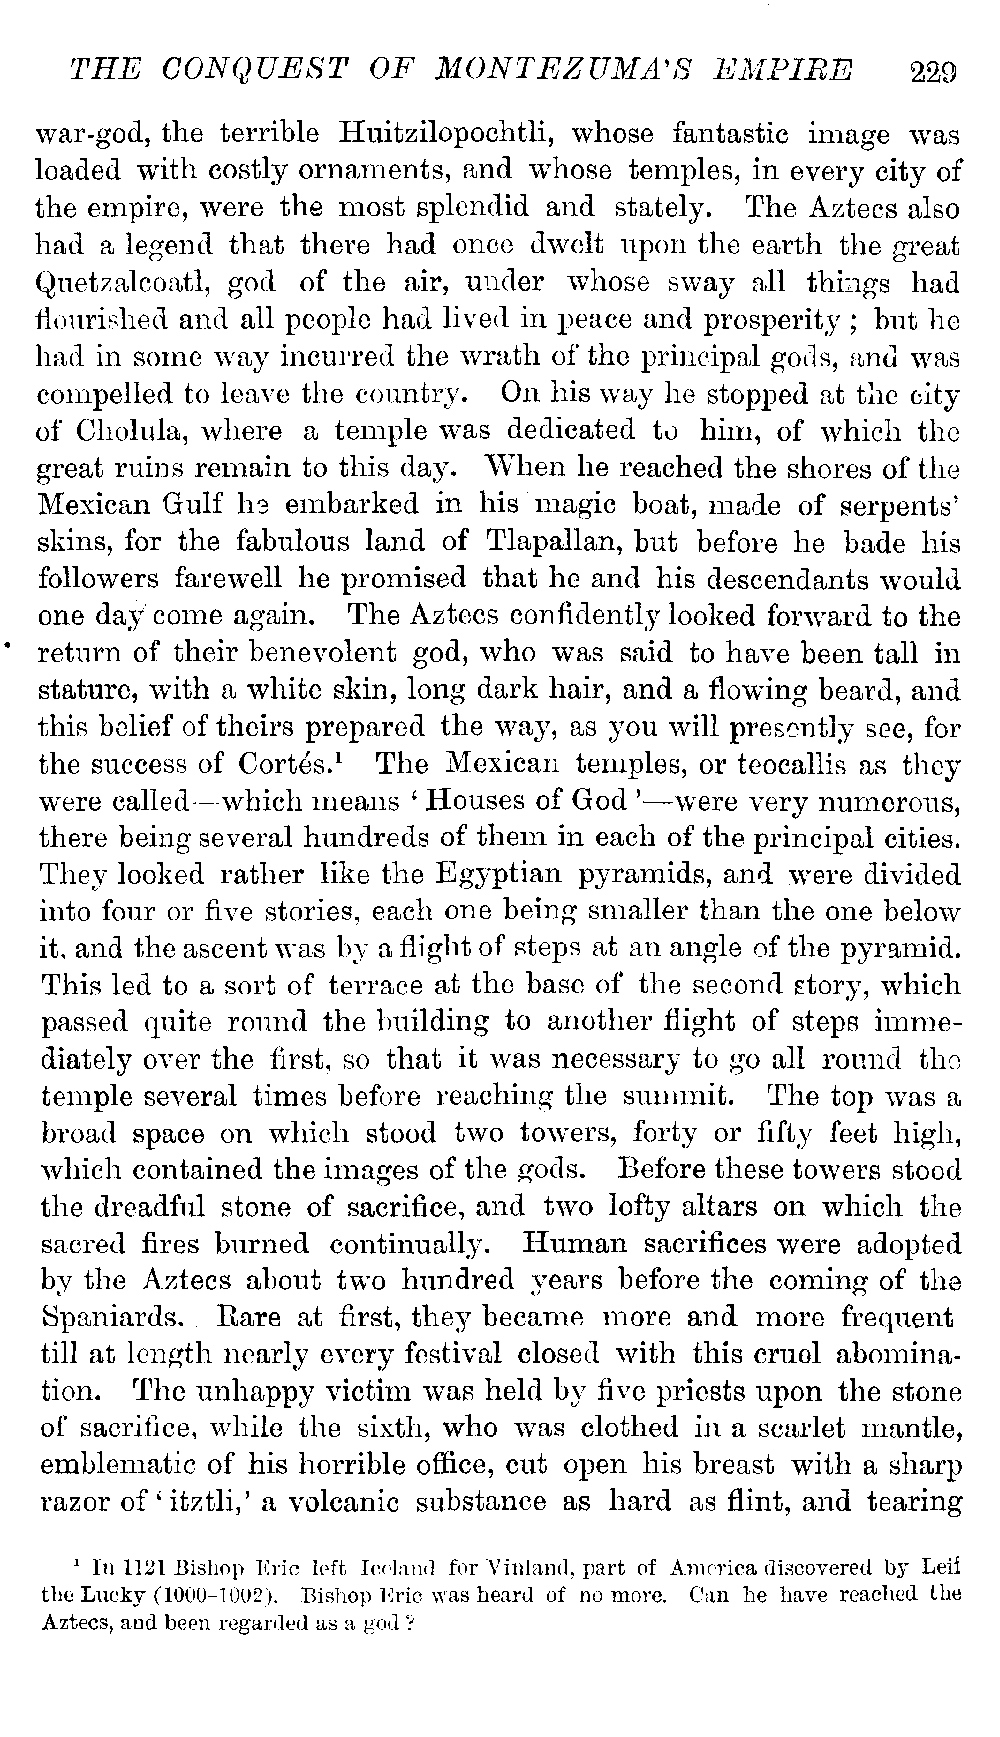 THE CONQUEST OF MONTEZUMA'S EMPIRE 229
war-god, the terrible Huitzilopochtli, whose fantastic image was
loaded with costly ornaments, and whose temples, in every city of
the empire, were the most splendid and stately. The Aztecs also
had a legend that there had once dwelt upon the earth the great
Quetzalcoatl, god of the air, under whose sway all things had
flourished and all people had lived in peace and prosperity; but he
had in some way incurred the wrath of the principal gods, and was
compelled to leave the country. On his way he stopped at the city
of Cholula, where a temple was dedicated to him, of which the
great ruins remain to this day. When he reached the shores of the
Mexican Gulf he embarked in his magic boat, made of serpents'
skins, for the fabulous land of Tlapallan, but before he bade his
followers farewell he promised that he and his descendants would
one day come again. The Aztecs confidently looked forward to the
return of their benevolent god, who was said to have been tall in
stature, with a white skin, long dark hair, and a flowing beard, and
this belief of theirs prepared the way, as you will presently see, for
the success of Cortés.¹ The Mexican temples, or teocallis as they
were called—which means ' Houses of God '—were very numerous,
there being several hundreds of them in each of the principal cities.
They looked rather like the Egyptian pyramids, and were divided
into four or five stories, each one being smaller than the one below
it, and the ascent was by a flight of steps at an angle of the pyramid.
This led to a sort of terrace at the base of the second story, which
passed quite round the building to another flight of steps imme-
diately over the first, so that it was necessary to go all round the
temple several times before reaching the summit. The top was a
broad space on which stood two towers, forty or fifty feet high,
which contained the images of the gods. Before these towers stood
the dreadful stone of sacrifice, and two lofty altars on which the
sacred fires burned continually. Human sacrifices were adopted
by the Aztecs about two hundred years before the coming of the
Spaniards. Rare at first, they became more and more frequent
till at length nearly every festival closed with this cruel abomina-
tion. The unhappy victim was held by five priests upon the stone
of sacrifice, while the sixth, who was clothed in a scarlet mantle,
emblematic of his horrible office, cut open his breast with a sharp
razor of ' itztli,' a volcanic substance as hard as flint, and tearing
¹ In 1121 Bishop Eric left Iceland for Vinland, part of America discovered by Leif
the Lucky (1000-1002). Bishop Eric was heard of no more. Can he have reached the
Aztecs, and been regarded as a god?